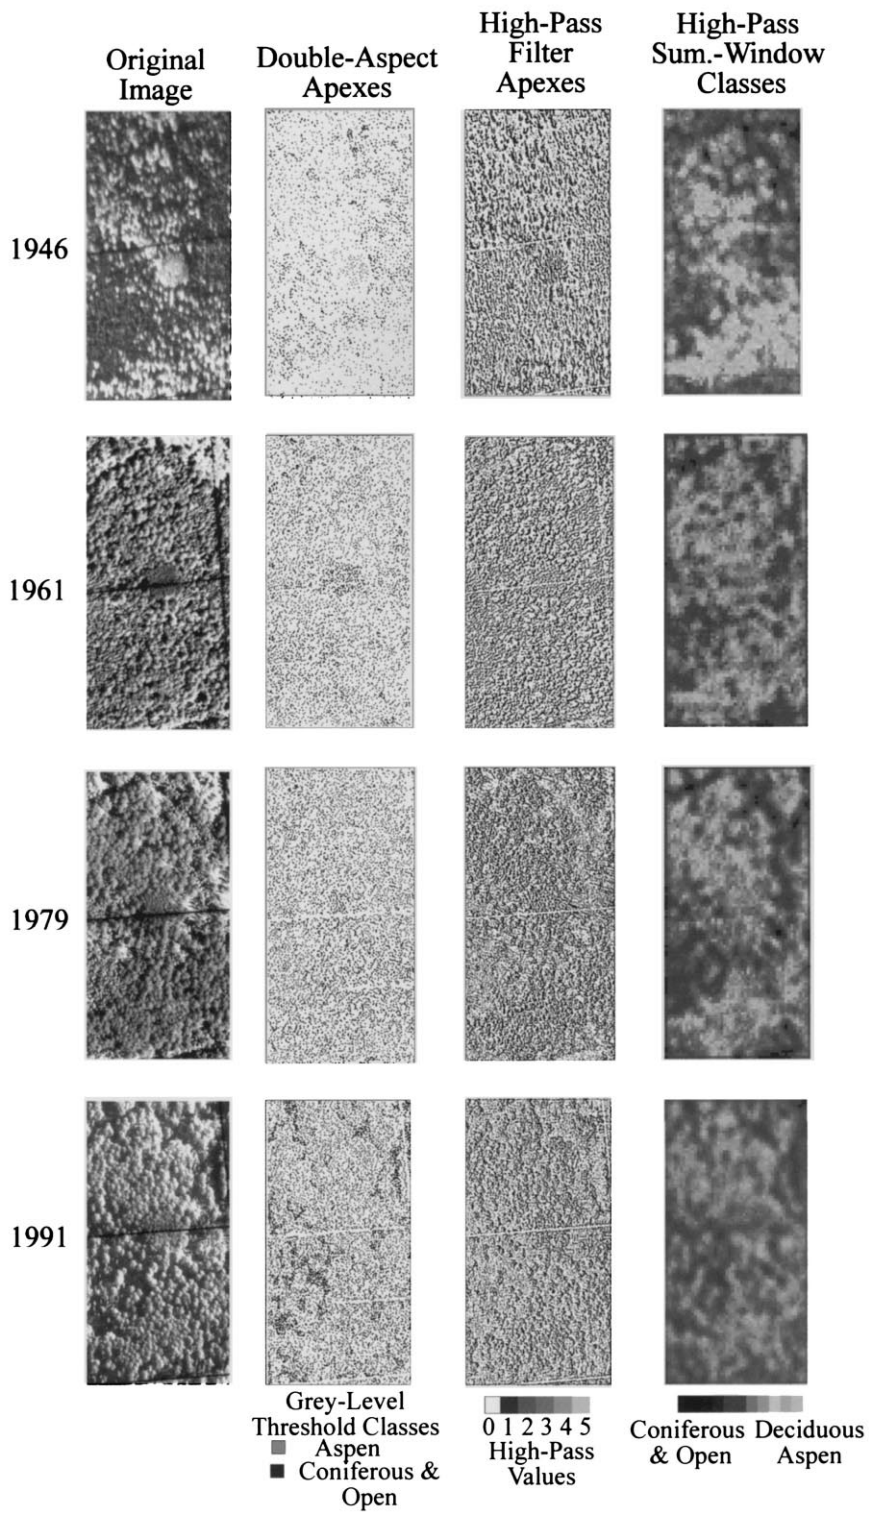 Original
Image
Double-Aspect
Apexes
High-Pass
Filter
Apexes
High-Pass
Sum.-Window
Classes
1946
1961
1979
1991
Grey-Level
Threshold Classes
Aspen
Coniferous &
Open
0 1 2 3 4 5
High-Pass
Values
Coniferous
& Open
Deciduous
Aspen